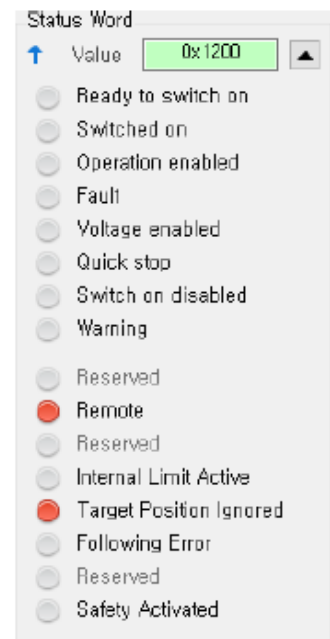 Status Word
Value 0x1200
Ready to switch on
Switched on
Operation enabled
Fault
Voltage enabled
Quick stop
Switch on disabled
Warning
Reserved
Remote
Reserved
Internal Limit Active
Target Position Ignored
Following Error
Reserved
Safety Activated